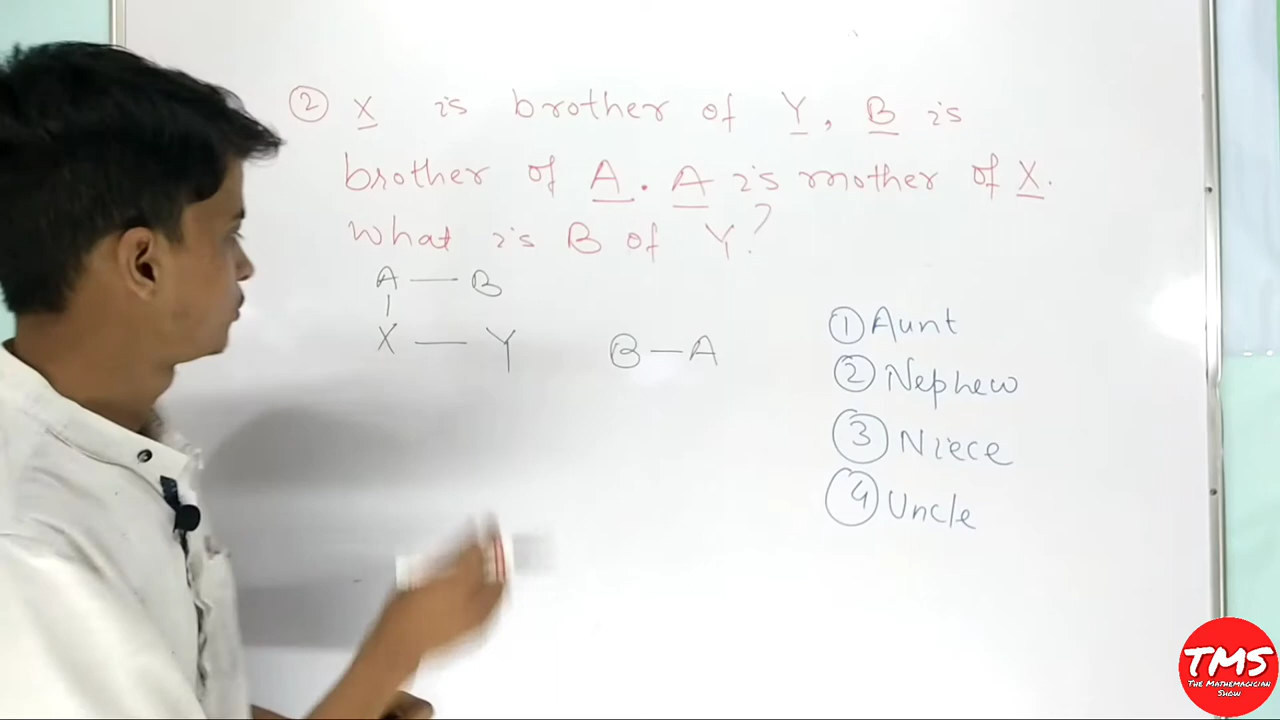 ② X is brother of Y, B is
brother of A. A is mother of X.
what is B of Y?
A — B
X — Y
B — A
① Aunt
② Nephew
③ Niece
④ Uncle
TMS
THE MATHEMAGICIAN
SHOW